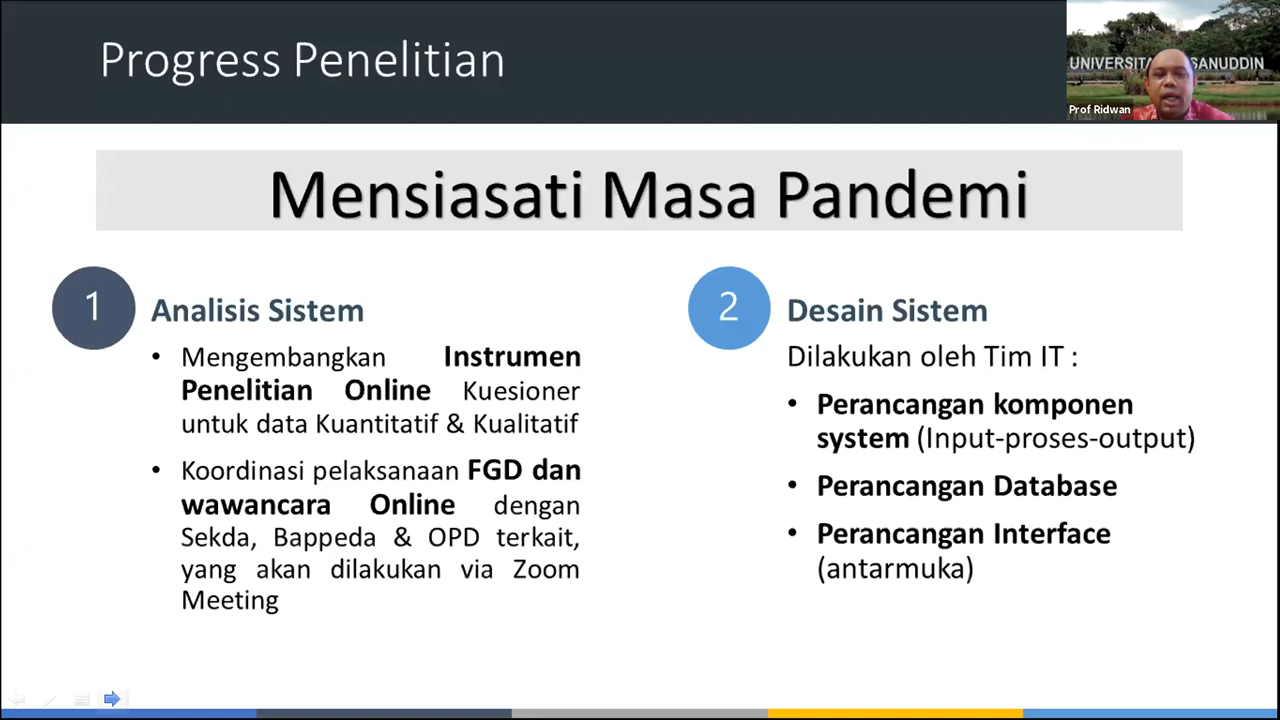 Progress Penelitian
UNIVERSITA SANUDDIN
Prof Ridwan
Mensiasati Masa Pandemi
1
Analisis Sistem
• Mengembangkan Instrumen
Penelitian Online Kuesioner
untuk data Kuantitatif & Kualitatif
• Koordinasi pelaksanaan FGD dan
wawancara Online dengan
Sekda, Bappeda & OPD terkait,
yang akan dilakukan via Zoom
Meeting
2
Desain Sistem
Dilakukan oleh Tim IT :
• Perancangan komponen
system (Input-proses-output)
• Perancangan Database
• Perancangan Interface
(antarmuka)